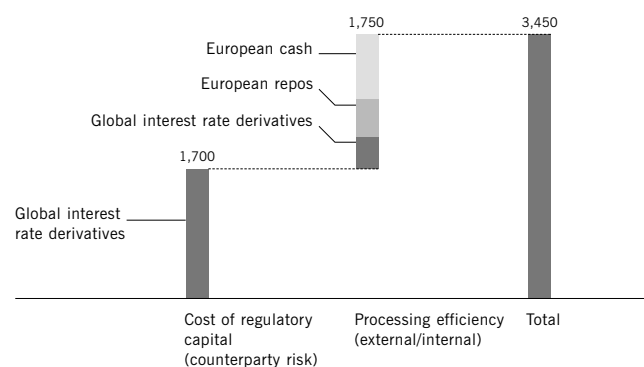 1,750
3,450
European cash
European repos
Global interest rate derivatives
1,700
Global interest
rate derivatives
Cost of regulatory
capital
(counterparty risk)
Processing efficiency
(external/internal)
Total